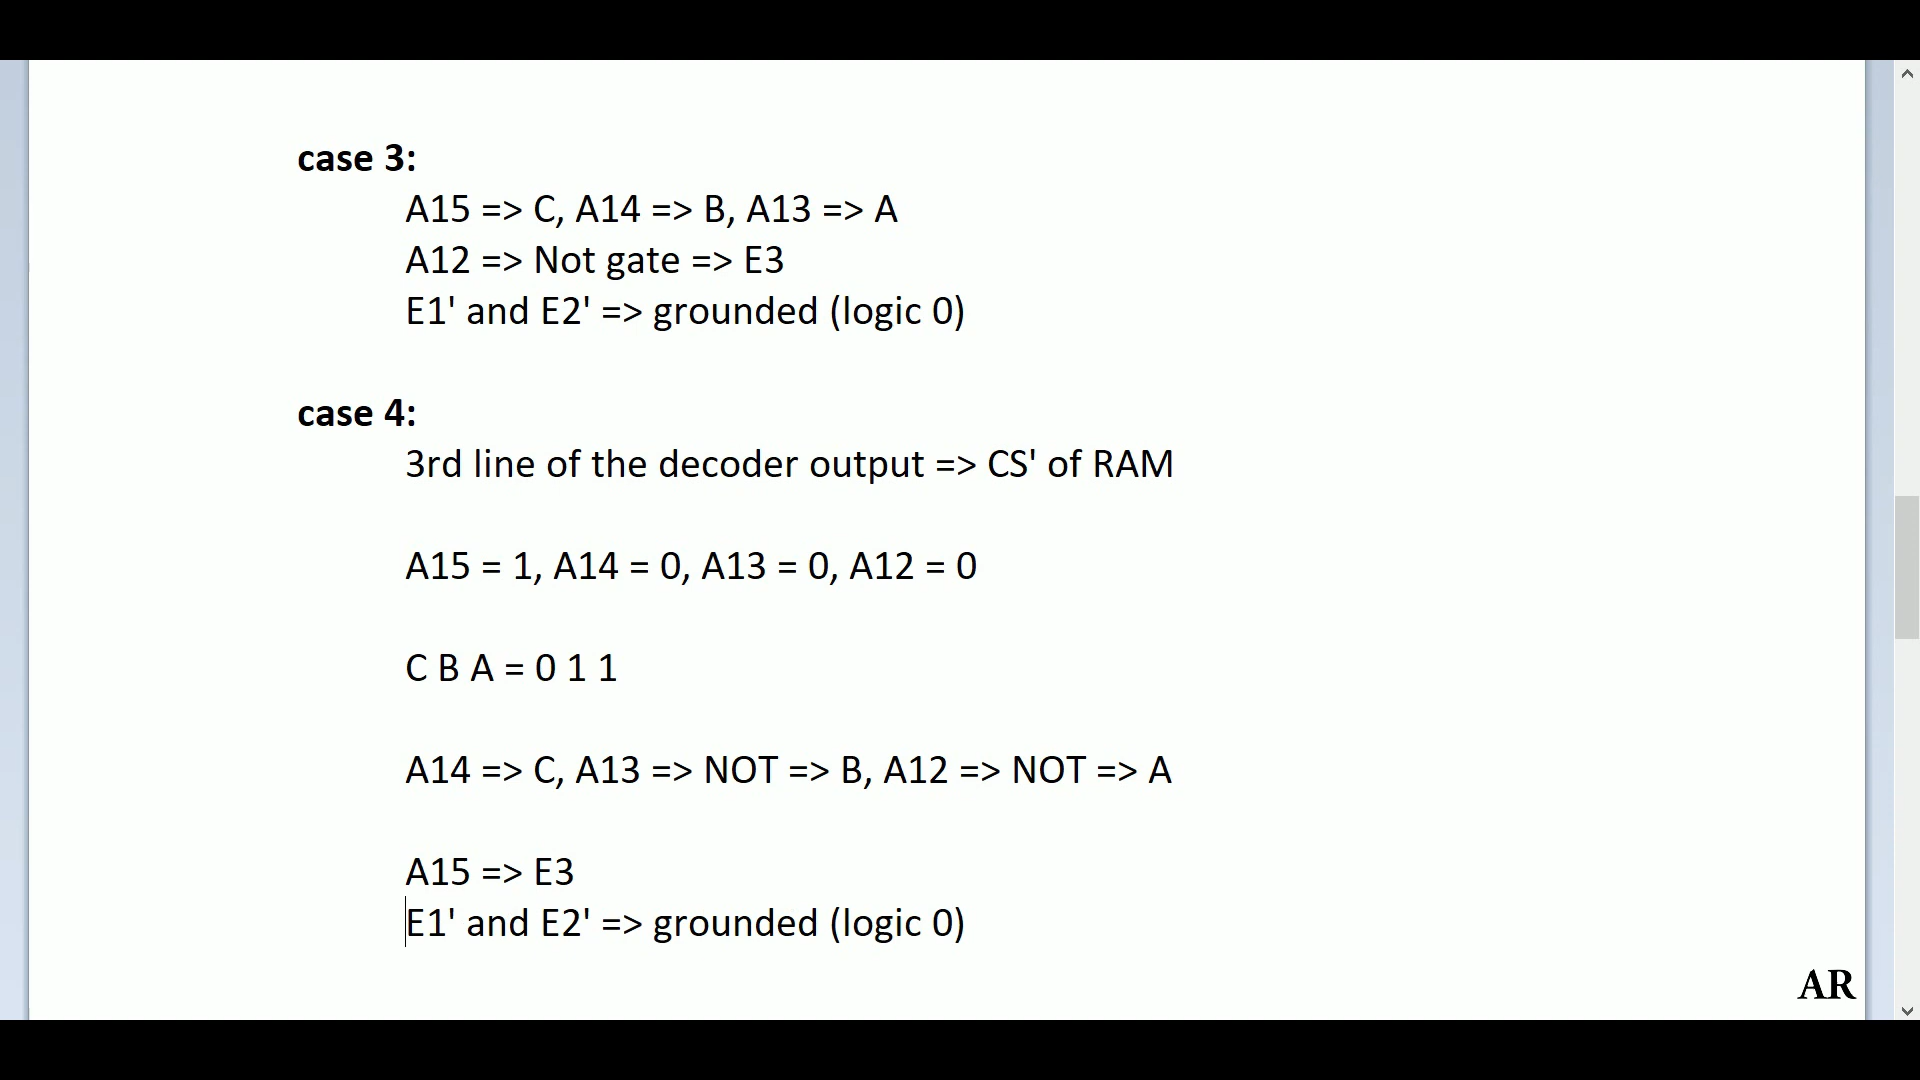 case 3:
A15 => C, A14 => B, A13 => A
A12 => Not gate => E3
E1' and E2' => grounded (logic 0)
case 4:
3rd line of the decoder output => CS' of RAM
A15 = 1, A14 = 0, A13 = 0, A12 = 0
C B A = 0 1 1
A14 => C, A13 => NOT => B, A12 => NOT => A
A15 => E3
E1' and E2' => grounded (logic 0)
AR